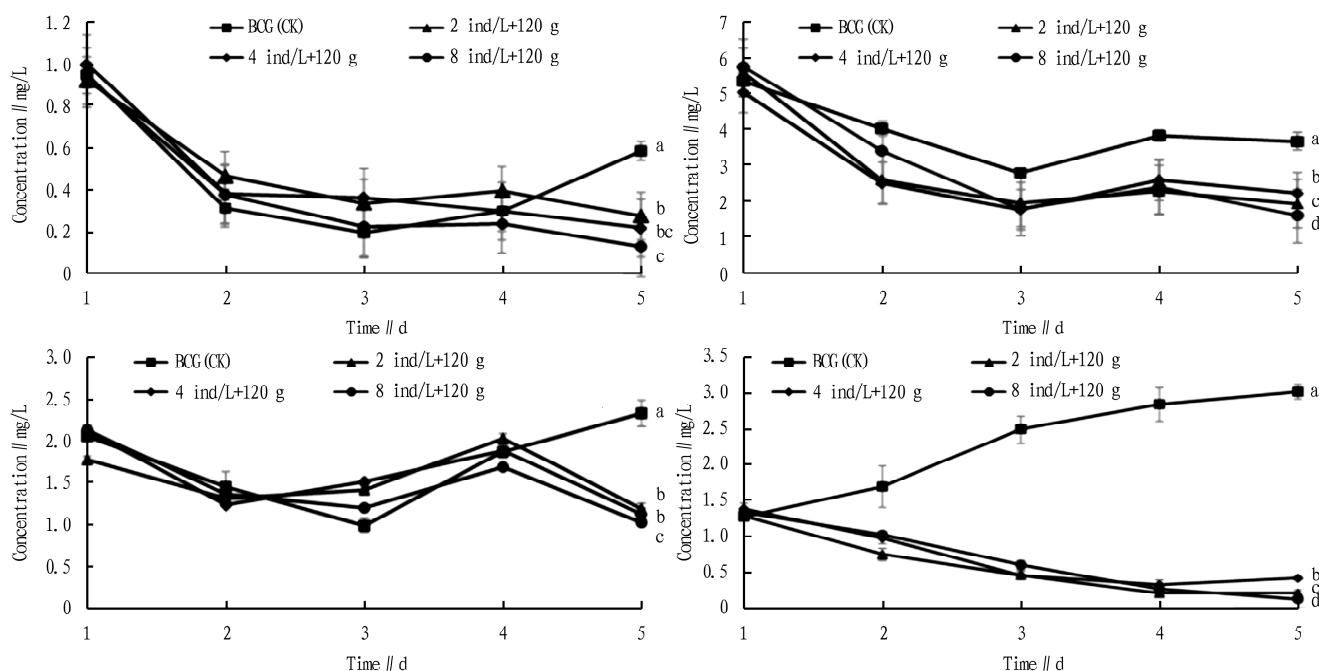 BCG(CK) 2 ind/L+120 g
4 ind/L+120 g 8 ind/L+120 g
Concentration // mg/L
1.2
1.0
0.8
0.6
0.4
0.2
0
a
b
bc
c
1 2 3 4 5
Time // d
BCG(CK) 2 ind/L+120 g
4 ind/L+120 g 8 ind/L+120 g
Concentration // mg/L
7
6
5
4
3
2
1
0
a
b
c
d
1 2 3 4 5
Time // d
BCG(CK) 2 ind/L+120 g
4 ind/L+120 g 8 ind/L+120 g
Concentration // mg/L
3.0
2.5
2.0
1.5
1.0
0.5
0
a
b
b
c
1 2 3 4 5
Time // d
BCG(CK) 2 ind/L+120 g
4 ind/L+120 g 8 ind/L+120 g
Concentration // mg/L
3.5
3.0
2.5
2.0
1.5
1.0
0.5
0
a
b
c
d
1 2 3 4 5
Time // d